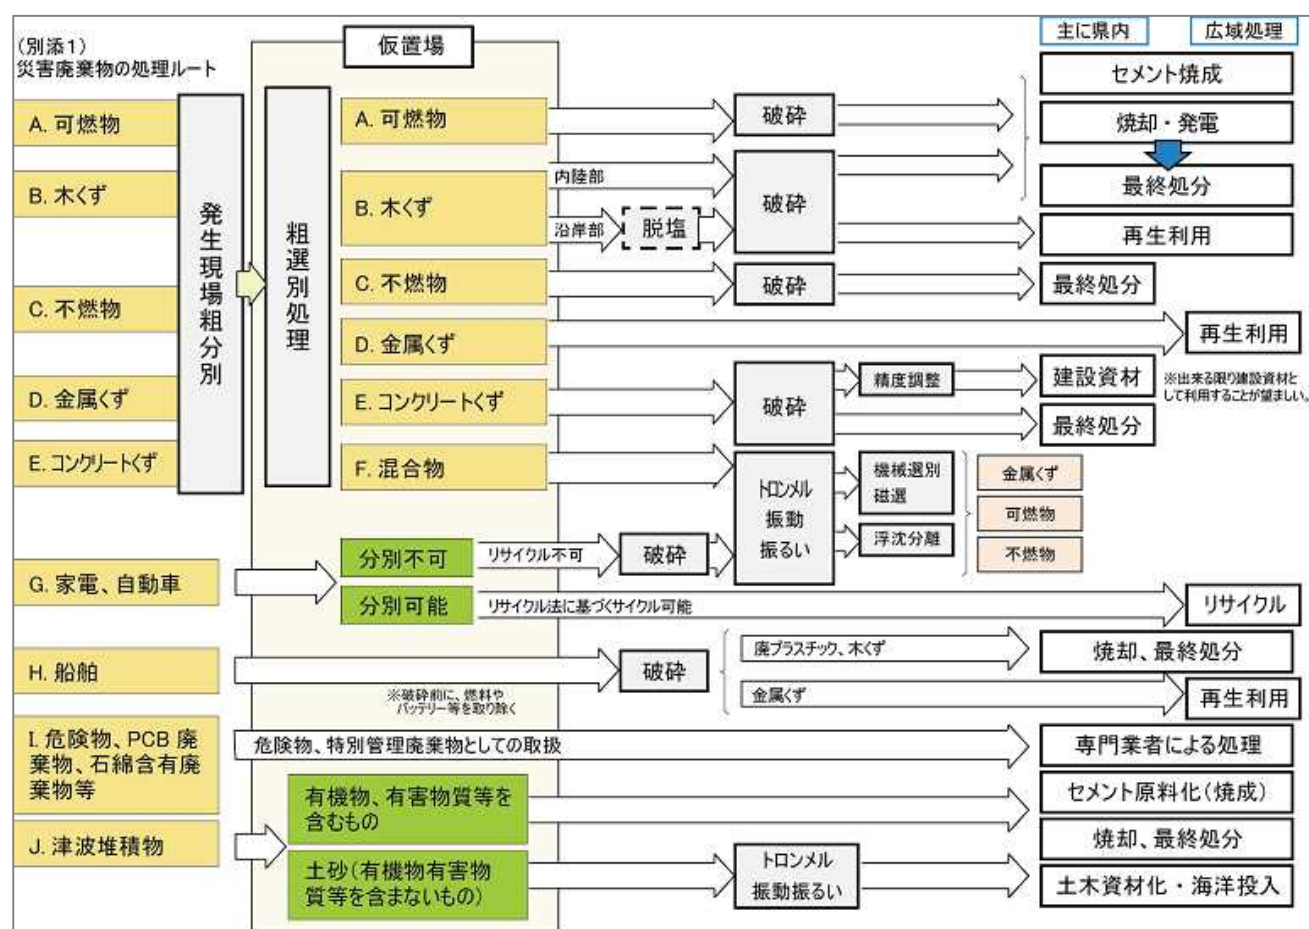 (別添1)
災害廃棄物の処理ルート
仮置場
主に県内
広域処理
A. 可燃物
B. 木くず
C. 不燃物
D. 金属くず
E. コンクリートくず
発生現場粗分別
粗選別処理
A. 可燃物
B. 木くず
C. 不燃物
D. 金属くず
E. コンクリートくず
F. 混合物
内陸部
沿岸部
脱塩
破砕
破砕
破砕
破砕
セメント焼成
焼却・発電
最終処分
再生利用
最終処分
再生利用
精度調整
建設資材
※出来る限り建設資材と
して利用することが望ましい。
最終処分
トロンメル
振動
振るい
機械選別
磁選
浮沈分離
金属くず
可燃物
不燃物
G. 家電、自動車
分別不可
リサイクル不可
破砕
分別可能
リサイクル法に基づくサイクル可能
リサイクル
H. 船舶
※破砕前に、燃料や
バッテリー等を取り除く
破砕
廃プラスチック、木くず
焼却、最終処分
金属くず
再生利用
I. 危険物、PCB 廃
棄物、石綿含有廃
棄物等
危険物、特別管理廃棄物としての取扱
専門業者による処理
J. 津波堆積物
有機物、有害物質等を
含むもの
セメント原料化(焼成)
焼却、最終処分
土砂(有機物有害物
質等を含まないもの)
トロンメル
振動振るい
土木資材化・海洋投入